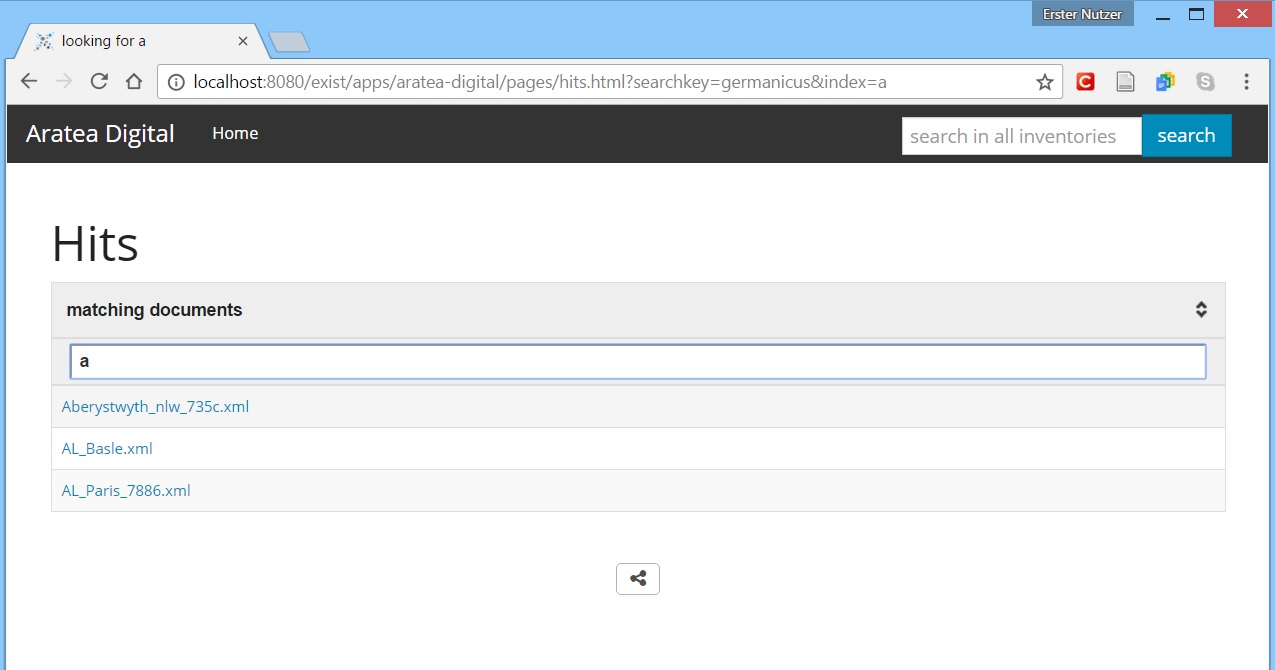 Erster Nutzer
looking for a
localhost:8080/exist/apps/aratea-digital/pages/hits.html?searchkey=germanicus&index=a
Aratea Digital Home search in all inventories search
Hits
matching documents
a
Aberystwyth_nlw_735c.xml
AL_Basle.xml
AL_Paris_7886.xml